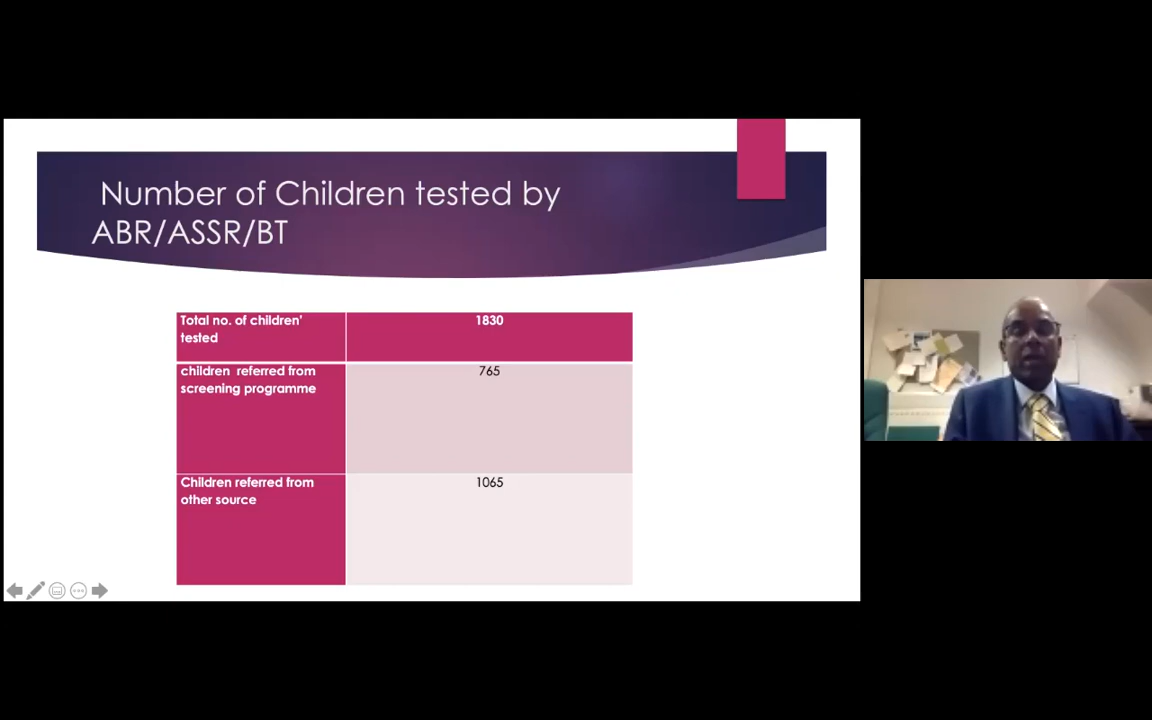 Number of Children tested by
ABR/ASSR/BT
Total no. of children'
tested
1830
children  referred from
screening programme
765
Children referred from
other source
1065